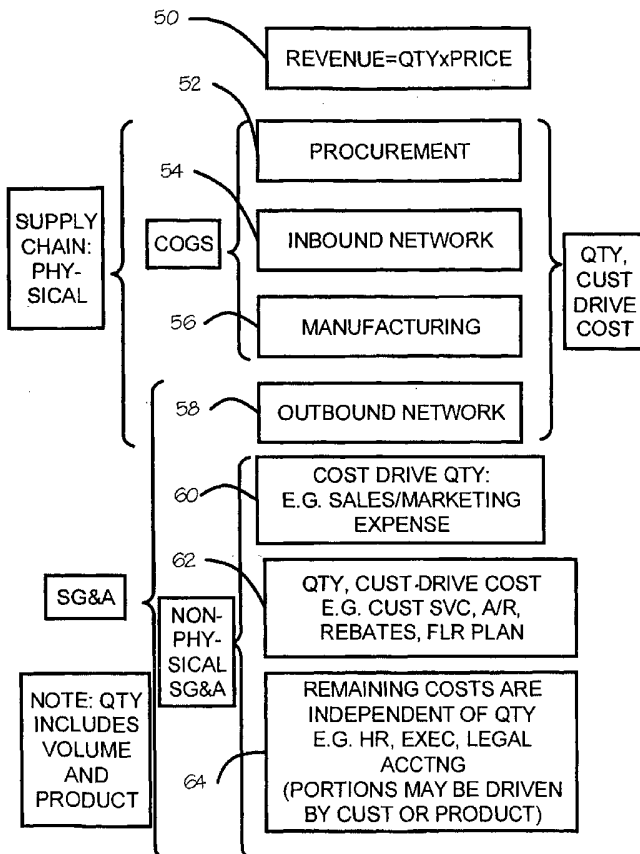 50
REVENUE=QTYxPRICE
52
PROCUREMENT
54
SUPPLY
CHAIN:
PHY-
SICAL
COGS
INBOUND NETWORK
QTY,
CUST
DRIVE
COST
56
MANUFACTURING
58
OUTBOUND NETWORK
60
COST DRIVE QTY:
E.G. SALES/MARKETING
EXPENSE
62
SG&A
NON-
PHY-
SICAL
SG&A
QTY, CUST-DRIVE COST
E.G. CUST SVC, A/R,
REBATES, FLR PLAN
NOTE: QTY
INCLUDES
VOLUME
AND
PRODUCT
64
REMAINING COSTS ARE
INDEPENDENT OF QTY
E.G. HR, EXEC, LEGAL
ACCTNG
(PORTIONS MAY BE DRIVEN
BY CUST OR PRODUCT)